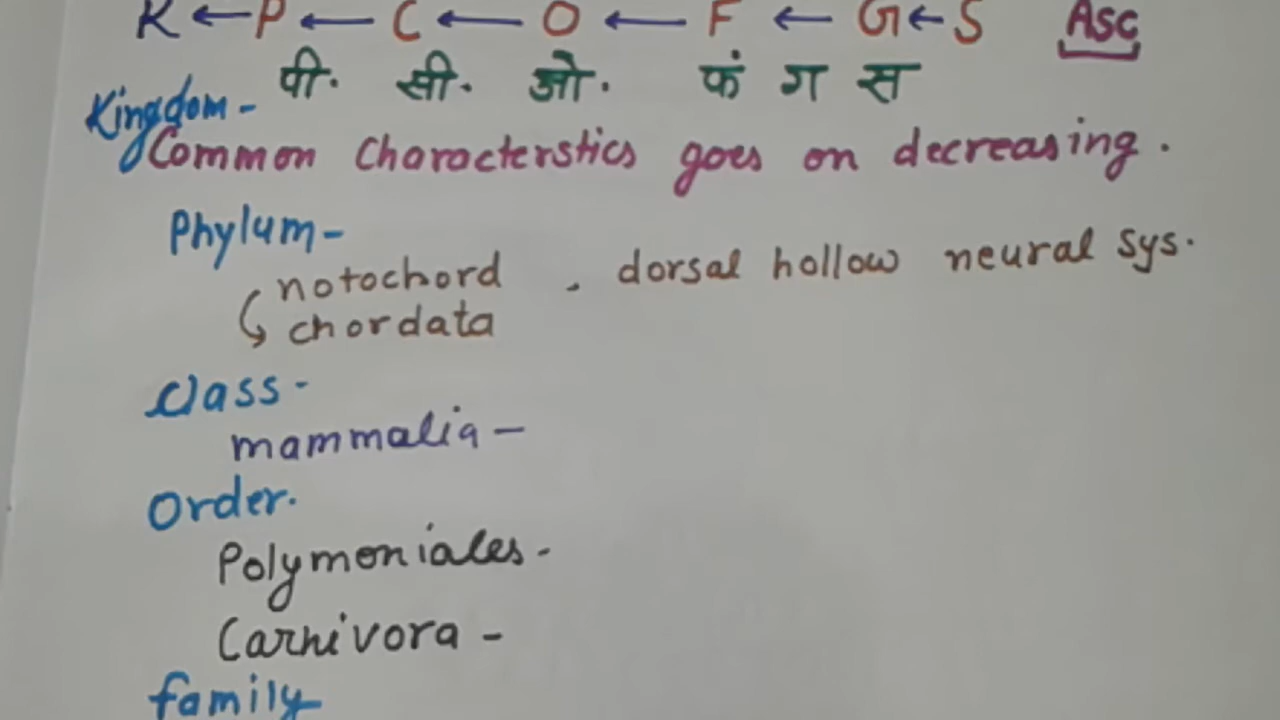 K ← P ← C ← O ← F ← G ← S Asc
पी. सी. ओ. फं ग स
Kingdom -
Common Characterstics goes on decreasing.
Phylum -
notochord . dorsal hollow neural sys.
↳ chordata
Class -
mammalia -
Order.
Polymoniales -
Carnivora -
family